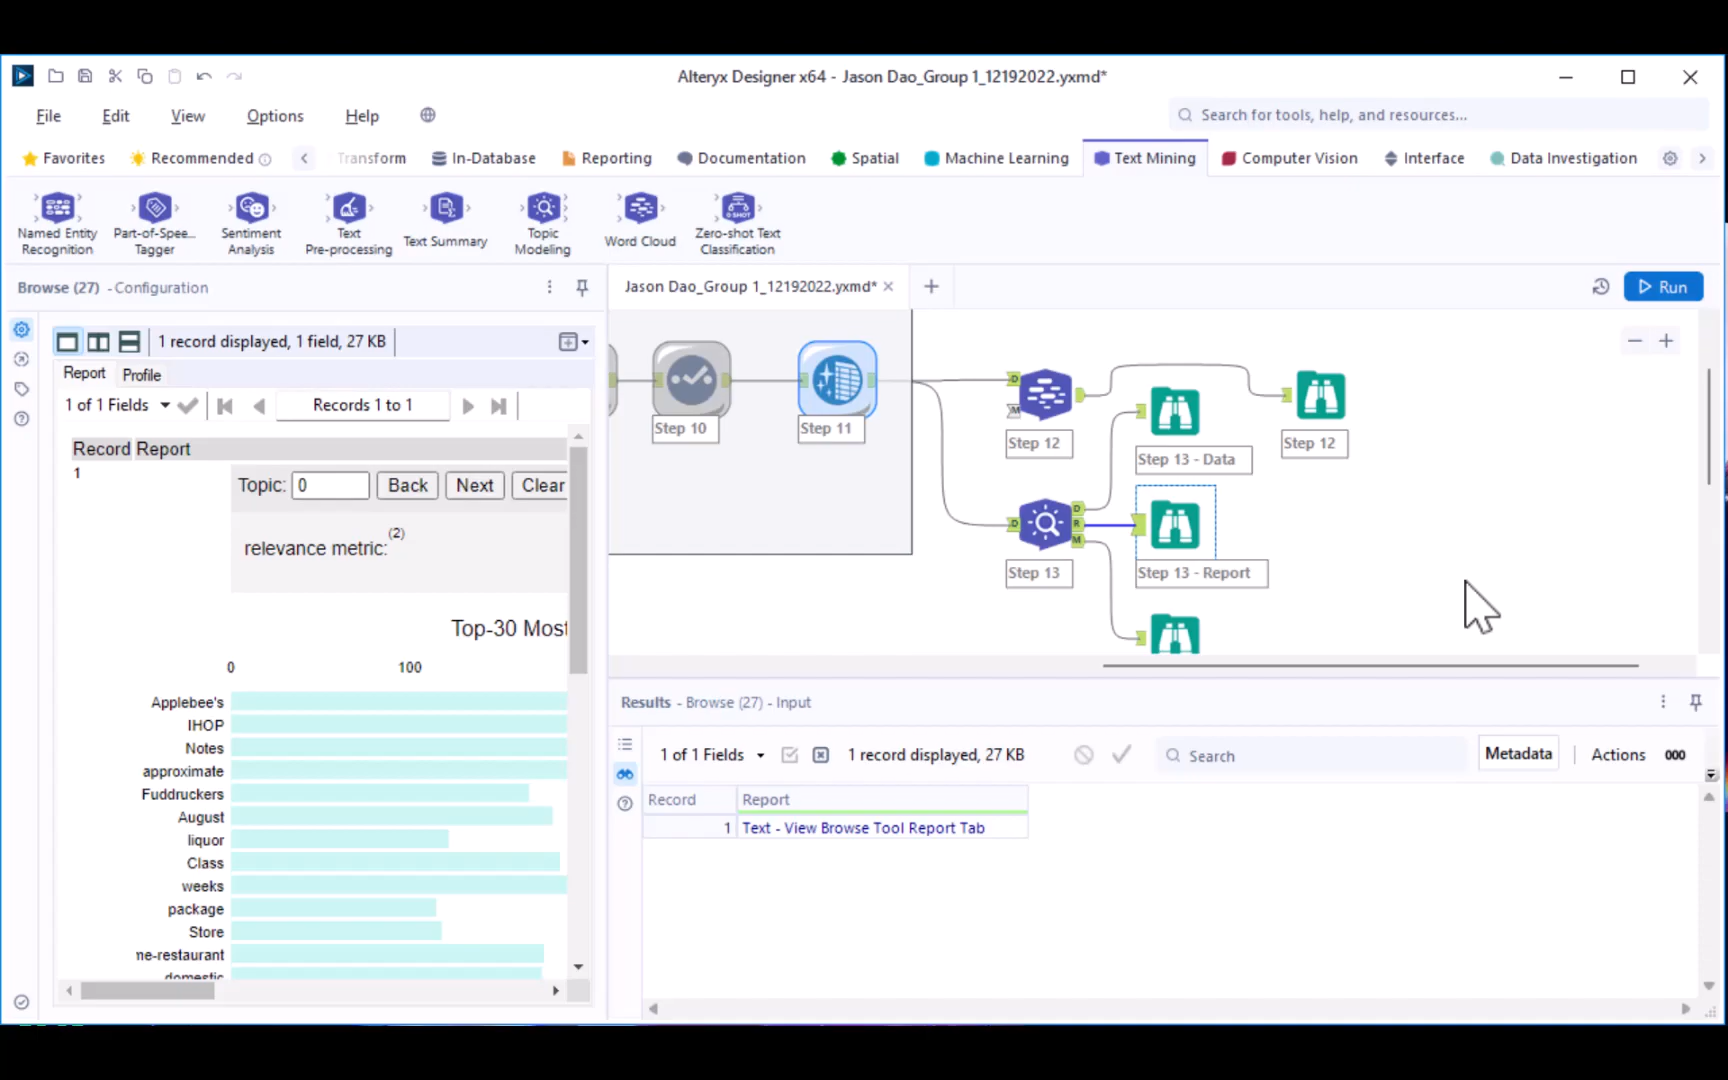 Alteryx Designer x64 - Jason Dao_Group 1_12192022.yxmd*
File Edit View Options Help
Search for tools, help, and resources...
Favorites Recommended Transform In-Database Reporting Documentation Spatial Machine Learning Text Mining Computer Vision Interface Data Investigation
Named Entity Recognition
Part-of-Spee... Tagger
Sentiment Analysis
Text Pre-processing
Text Summary
Topic Modeling
Word Cloud
0-SHOT
Zero-shot Text Classification
Browse (27) - Configuration
Jason Dao_Group 1_12192022.yxmd*
Run
1 record displayed, 1 field, 27 KB
Report Profile
1 of 1 Fields
Records 1 to 1
Record Report
1
Topic: 0 Back Next Clear
relevance metric:(2)
Top-30 Most
0 100
Applebee's
IHOP
Notes
approximate
Fuddruckers
August
liquor
Class
weeks
package
Store
ne-restaurant
domestic
Step 10
Step 11
D
M
Step 12
Step 13 - Data
Step 12
D
D
R
M
Step 13
Step 13 - Report
Results - Browse (27) - Input
1 of 1 Fields
1 record displayed, 27 KB
Search
Metadata
Actions
000
Record Report
1 Text - View Browse Tool Report Tab